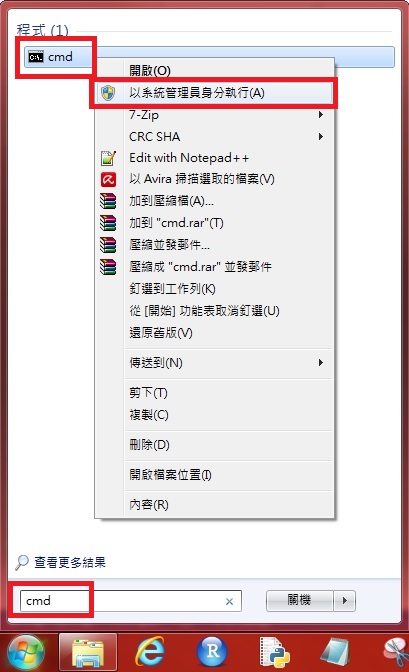 程式 (1)
cmd
開啟(O)
以系統管理員身分執行(A)
7-Zip
CRC SHA
Edit with Notepad++
以 Avira 掃描選取的檔案(V)
加到壓縮檔(A)...
加到 "cmd.rar"(T)
壓縮並發郵件...
壓縮成 "cmd.rar" 並發郵件
釘選到工作列(K)
從 [開始] 功能表取消釘選(U)
還原舊版(V)
傳送到(N)
剪下(T)
複製(C)
刪除(D)
開啟檔案位置(I)
內容(R)
查看更多結果
cmd
關機